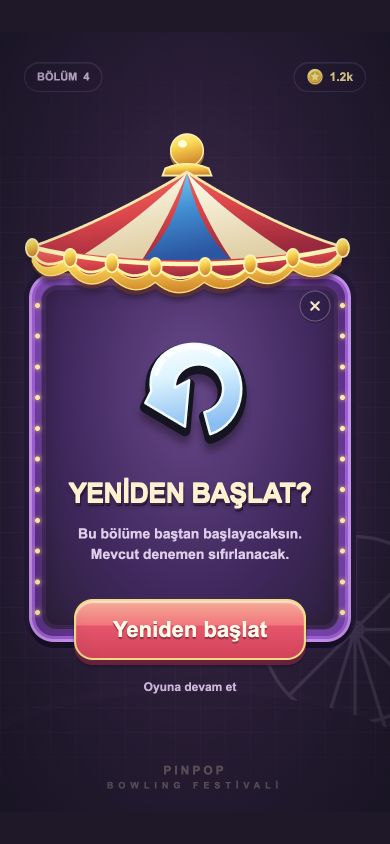 BÖLÜM 4
1.2k
YENİDEN BAŞLAT?
Bu bölüme baştan başlayacaksın.
Mevcut denemen sıfırlanacak.
Yeniden başlat
Oyuna devam et
PINPOP
BOWLING FESTİVALİ